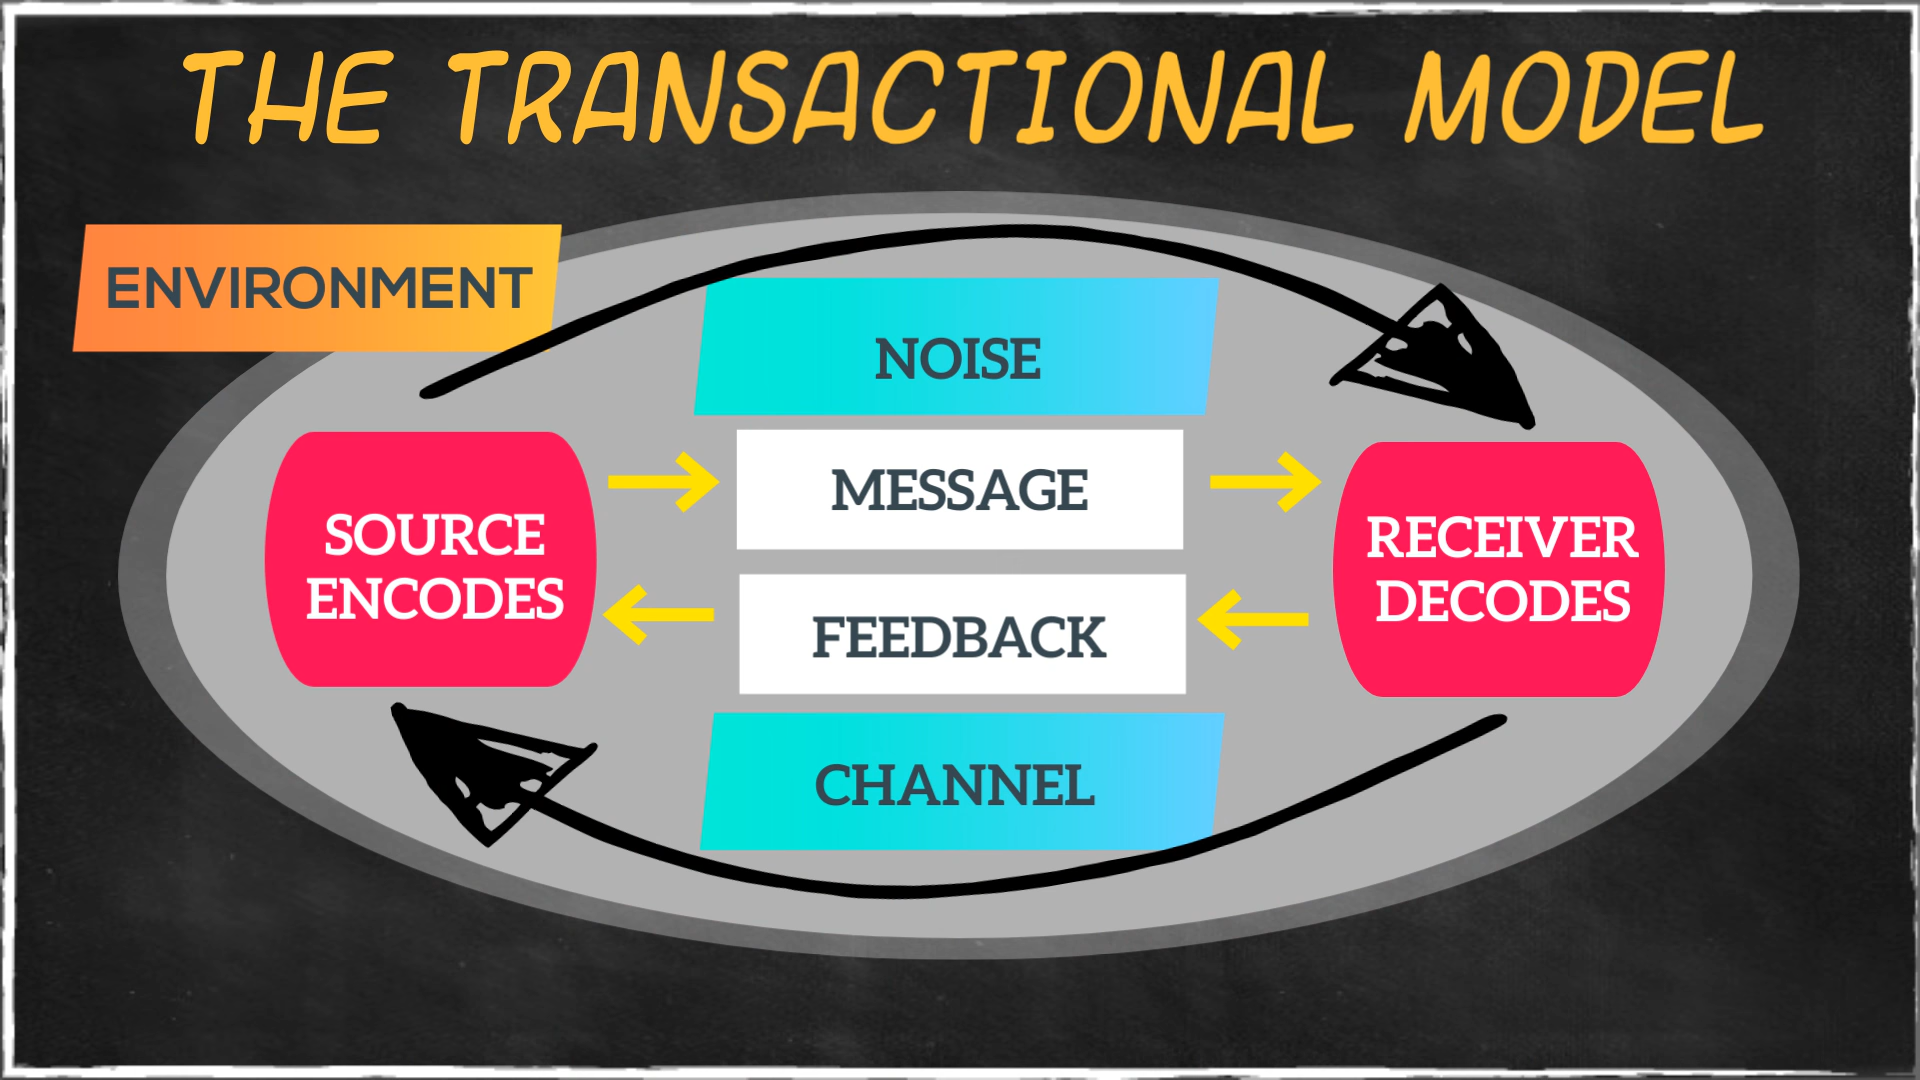 THE TRANSACTIONAL MODEL
ENVIRONMENT
NOISE
MESSAGE
SOURCE
ENCODES
RECEIVER
DECODES
FEEDBACK
CHANNEL